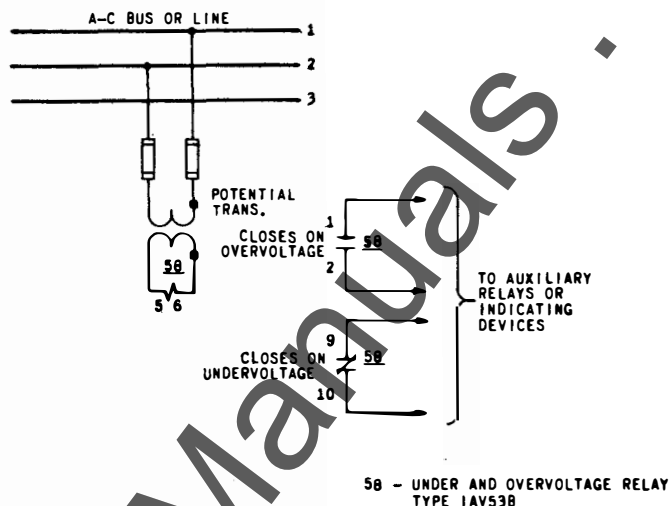 A-C BUS OR LINE
1
2
3
POTENTIAL
TRANS.
58
5 6
1
CLOSES ON
OVERVOLTAGE
58
2
9
CLOSES ON
UNDERVOLTAGE
58
10
TO AUXILIARY
RELAYS OR
INDICATING
DEVICES
58 - UNDER AND OVERVOLTAGE RELAY
TYPE IAV53B
Manuals.